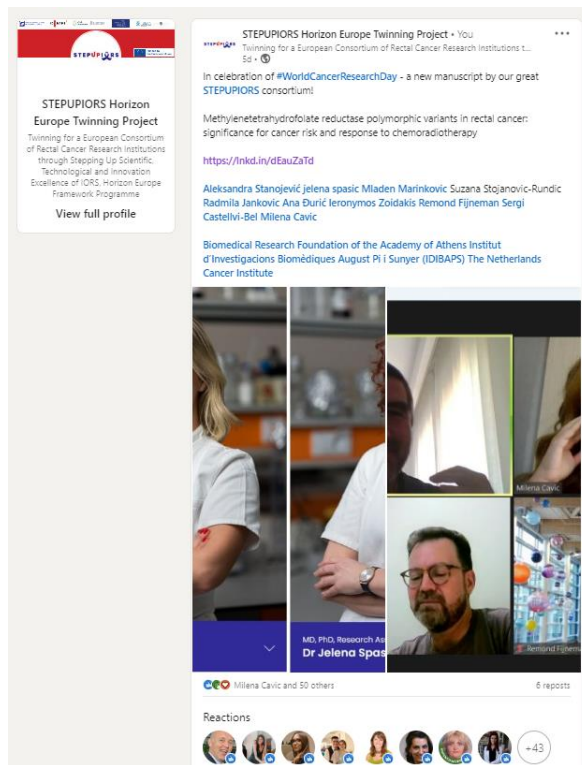 STEPUPIORS
STEPUPIORS Horizon
Europe Twinning Project
Twinning for a European Consortium
of Rectal Cancer Research Institutions
through Stepping Up Scientific,
Technological and Innovation
Excellence of IORS, Horizon Europe
Framework Programme
View full profile
STEPUPIORS
STEPUPIORS Horizon Europe Twinning Project • You
Twinning for a European Consortium of Rectal Cancer Research Institutions t...
5d •
In celebration of #WorldCancerResearchDay - a new manuscript by our great
STEPUPIORS consortium!
Methylenetetrahydrofolate reductase polymorphic variants in rectal cancer:
significance for cancer risk and response to chemoradiotherapy
https://lnkd.in/dEauZaTd
Aleksandra Stanojević jelena spasic Mladen Marinkovic Suzana Stojanovic-Rundic
Radmila Jankovic Ana Đurić Ieronymos Zoidakis Remond Fijneman Sergi
Castellvi-Bel Milena Cavic
Biomedical Research Foundation of the Academy of Athens Institut
d'Investigacions Biomèdiques August Pi i Sunyer (IDIBAPS) The Netherlands
Cancer Institute
Milena Cavic
MD, PhD, Research As
Dr Jelena Spas
Remond Fijnema
Milena Cavic and 50 others
6 reposts
Reactions
+43